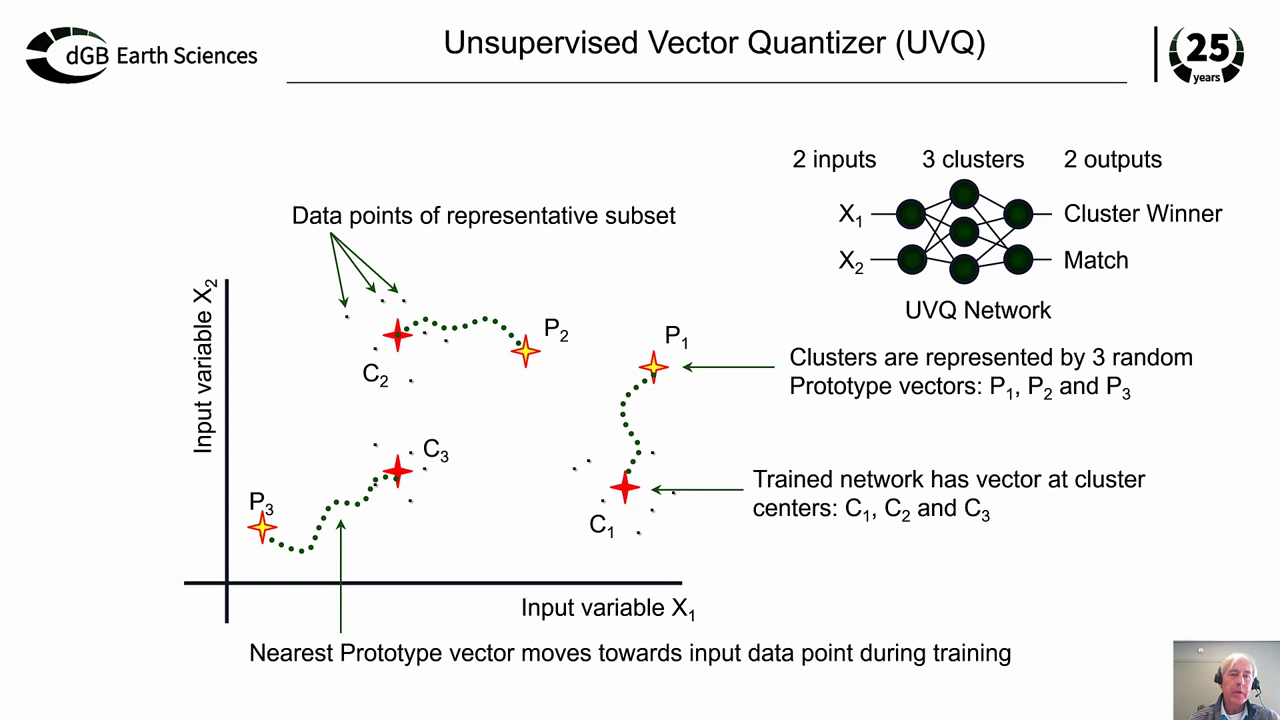 dGB Earth Sciences
Unsupervised Vector Quantizer (UVQ)
25
years
2 inputs 3 clusters 2 outputs
X1 Cluster Winner
X2 Match
UVQ Network
Data points of representative subset
Input variable X2
P2
P1
C2
Clusters are represented by 3 random
Prototype vectors: P1, P2 and P3
C3
P3
C1
Trained network has vector at cluster
centers: C1, C2 and C3
Input variable X1
Nearest Prototype vector moves towards input data point during training